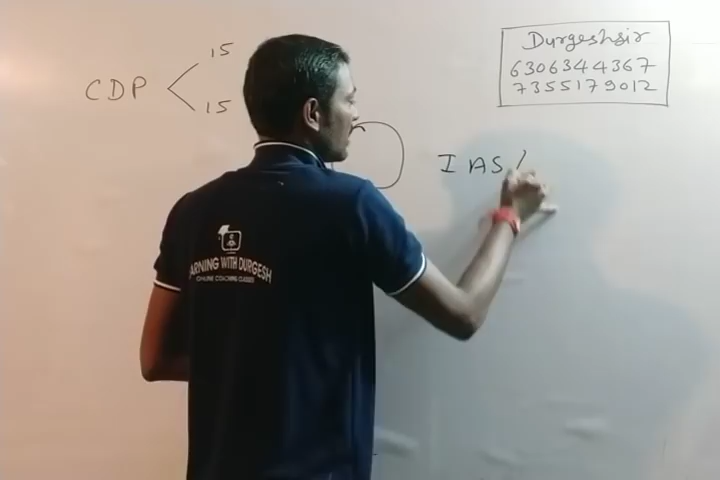 Durgeshsir
6306344367
7355179012
15
CDP <
15
IAS /
ARNING WITH DURGESH
ONLINE COACHING CLASSES